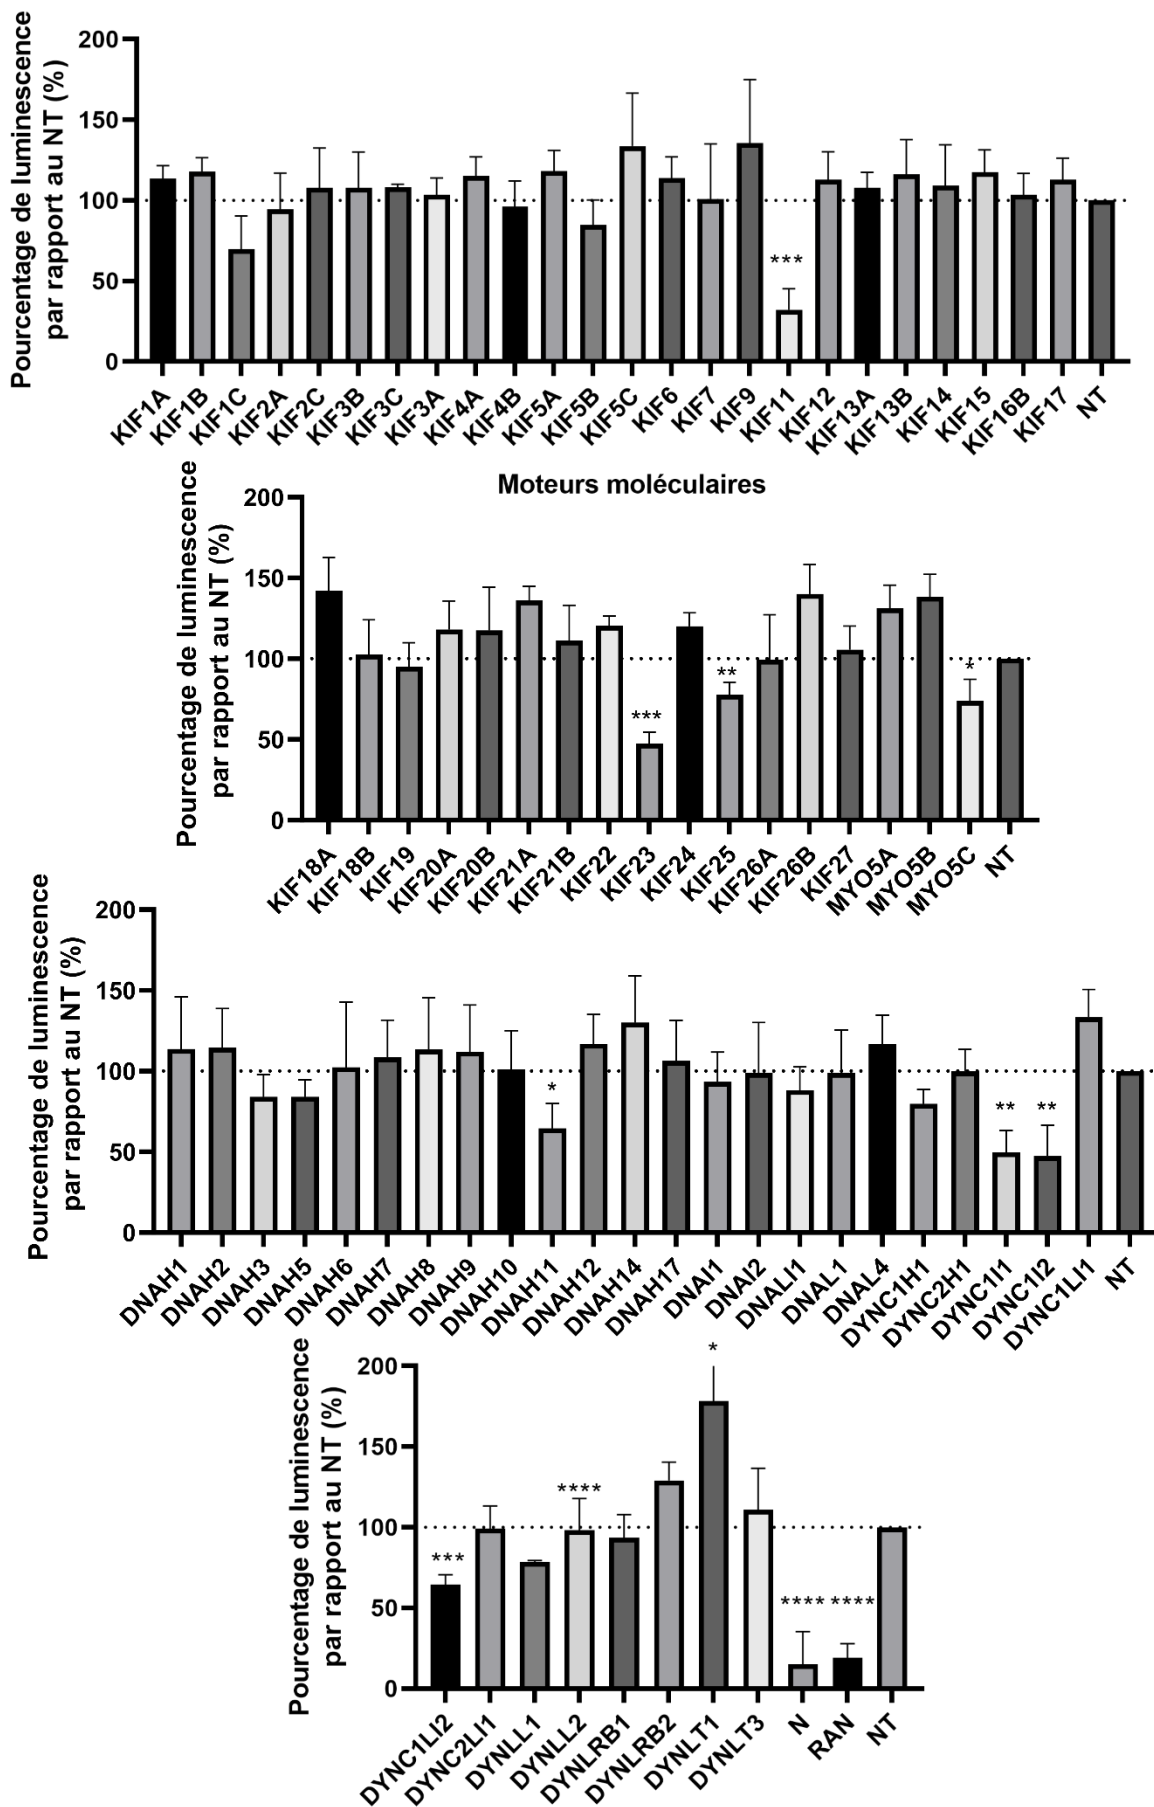 Pourcentage de luminescence
par rapport au NT (%)
200
150
100
50
0
***
KIF1A
KIF1B
KIF1C
KIF2A
KIF2C
KIF3B
KIF3C
KIF3A
KIF4A
KIF4B
KIF5A
KIF5B
KIF5C
KIF6
KIF7
KIF9
KIF11
KIF12
KIF13A
KIF13B
KIF14
KIF15
KIF16B
KIF17
NT
Moteurs moléculaires
Pourcentage de luminescence
par rapport au NT (%)
200
150
100
50
0
***
**
*
KIF18A
KIF18B
KIF19
KIF20A
KIF20B
KIF21A
KIF21B
KIF22
KIF23
KIF24
KIF25
KIF26A
KIF26B
KIF27
MYO5A
MYO5B
MYO5C
NT
Pourcentage de luminescence
par rapport au NT (%)
200
150
100
50
0
*
**
**
DNAH1
DNAH2
DNAH3
DNAH5
DNAH6
DNAH7
DNAH8
DNAH9
DNAH10
DNAH11
DNAH12
DNAH14
DNAH17
DNAI1
DNAI2
DNALI1
DNAL1
DNAL4
DYNC1H1
DYNC2H1
DYNC1I1
DYNC1I2
DYNC1LI1
NT
Pourcentage de luminescence
par rapport au NT (%)
200
150
100
50
0
***
****
*
****
****
DYNC1LI2
DYNC2LI1
DYNLL1
DYNLL2
DYNLRB1
DYNLRB2
DYNLT1
DYNLT3
N
RAN
NT